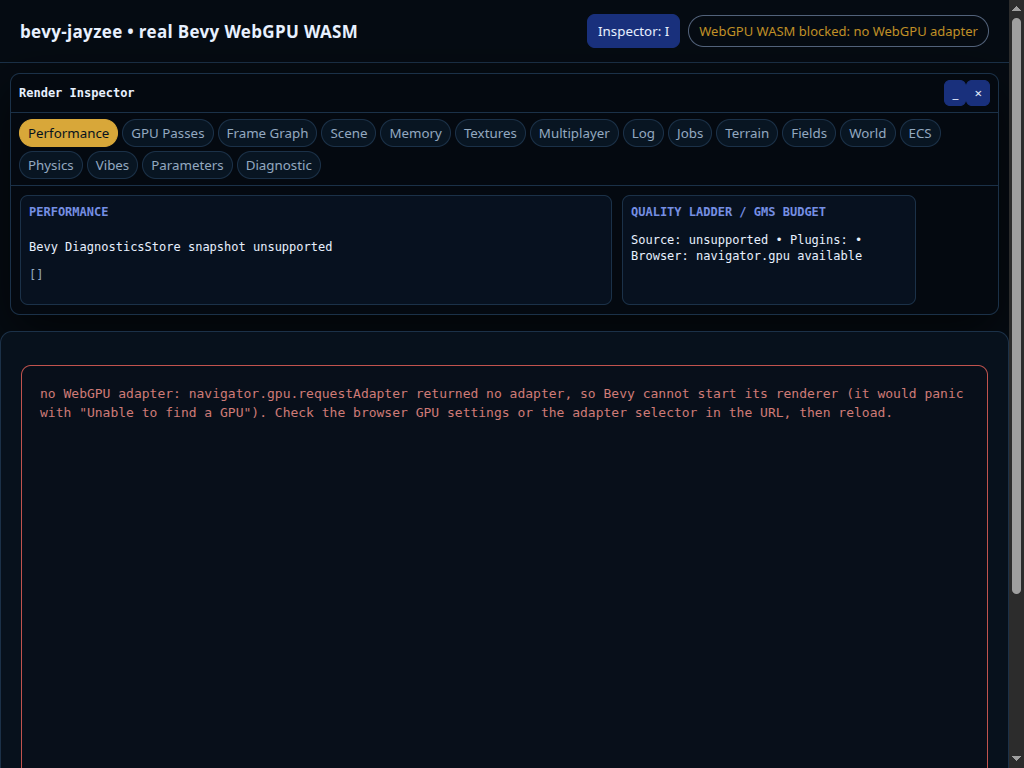 bevy-jayzee • real Bevy WebGPU WASM
Inspector: I
WebGPU WASM blocked: no WebGPU adapter
Render Inspector
_
×
Performance GPU Passes Frame Graph Scene Memory Textures Multiplayer Log Jobs Terrain Fields World ECS
Physics Vibes Parameters Diagnostic
PERFORMANCE
Bevy DiagnosticsStore snapshot unsupported
[]
QUALITY LADDER / GMS BUDGET
Source: unsupported • Plugins: •
Browser: navigator.gpu available
no WebGPU adapter: navigator.gpu.requestAdapter returned no adapter, so Bevy cannot start its renderer (it would panic
with "Unable to find a GPU"). Check the browser GPU settings or the adapter selector in the URL, then reload.